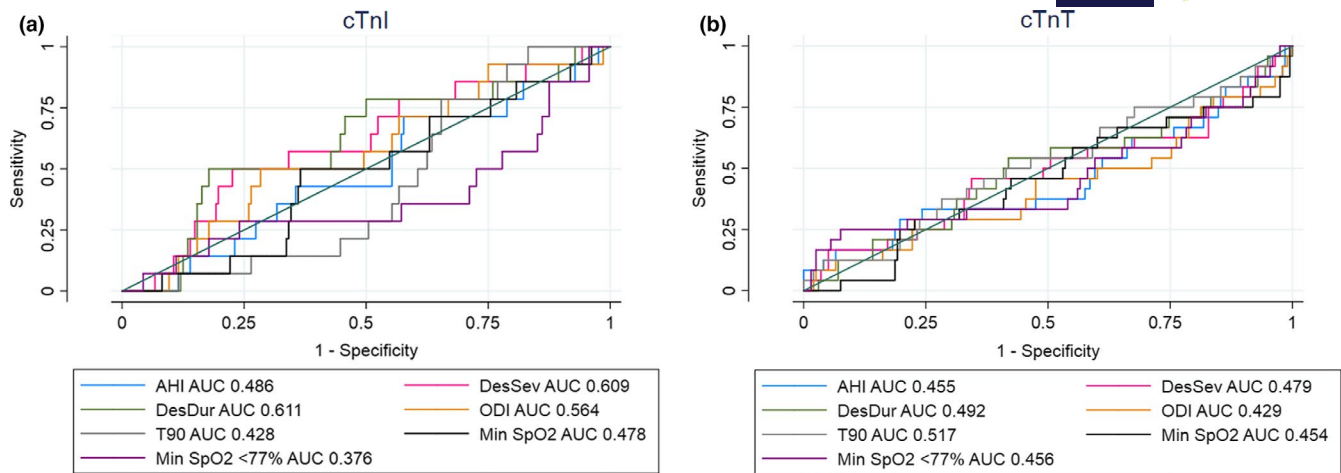 (a)
cTnI
1
0.75
0.5
0.25
0
Sensitivity
0
0.25
0.5
0.75
1
1 - Specificity
AHI AUC 0.486
DesSev AUC 0.609
DesDur AUC 0.611
ODI AUC 0.564
T90 AUC 0.428
Min SpO2 AUC 0.478
Min SpO2 <77% AUC 0.376
(b)
cTnT
1
0.75
0.5
0.25
0
Sensitivity
0
0.25
0.5
0.75
1
1 - Specificity
AHI AUC 0.455
DesSev AUC 0.479
DesDur AUC 0.492
ODI AUC 0.429
T90 AUC 0.517
Min SpO2 AUC 0.454
Min SpO2 <77% AUC 0.456